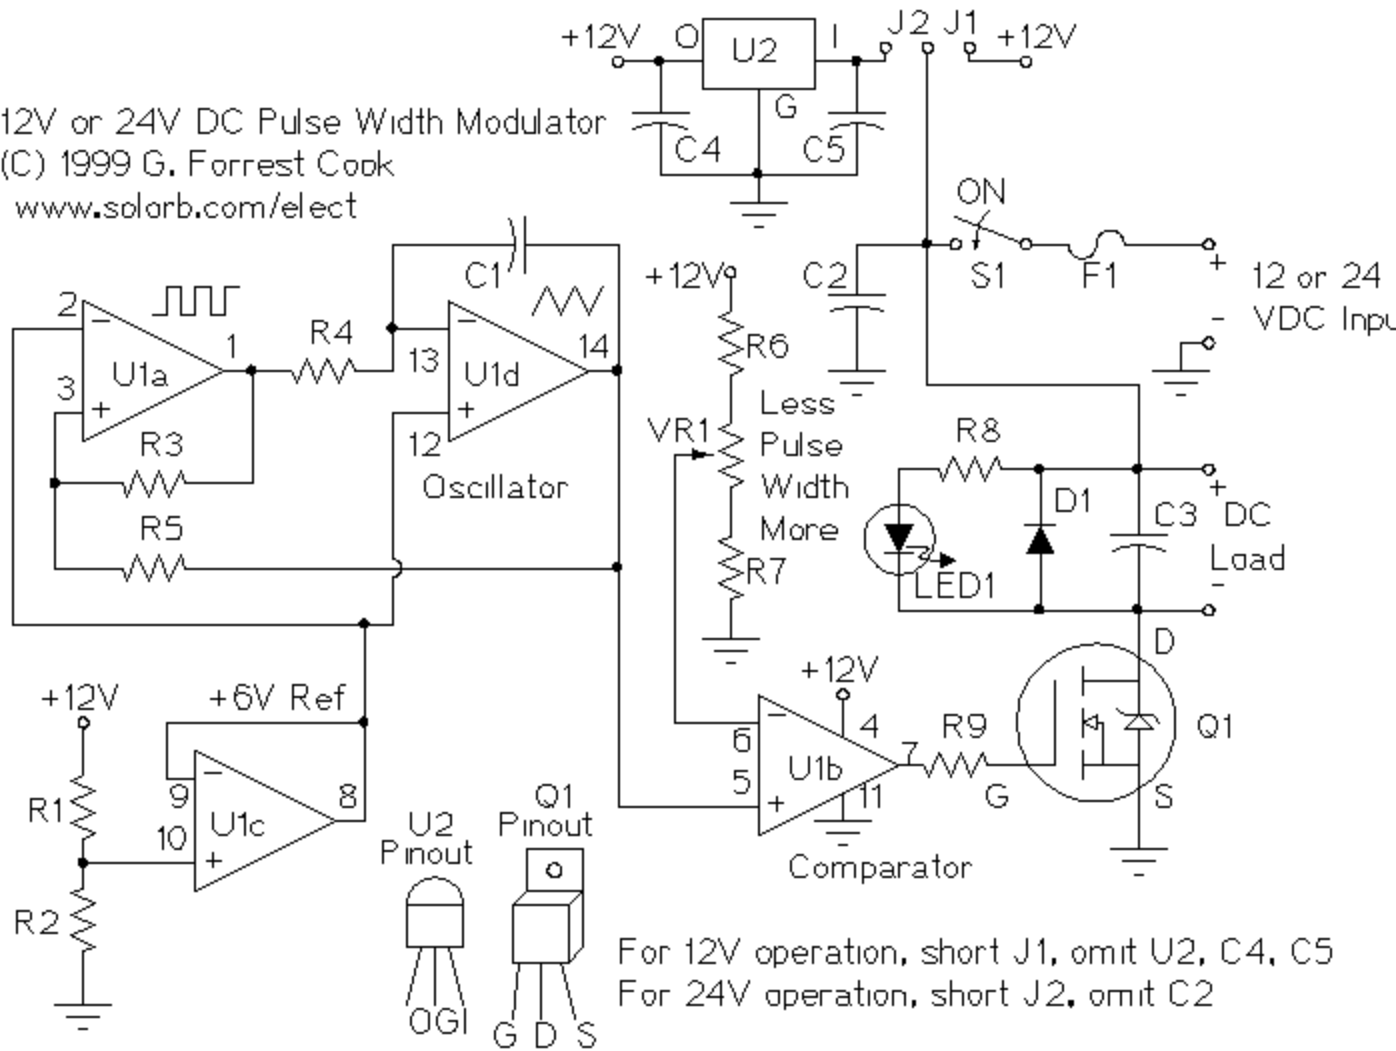 +12V O U2 I J2 J1 +12V
G
C4 C5
12V or 24V DC Pulse Width Modulator
(C) 1999 G. Forrest Cook
www.solorb.com/elect
ON
S1 F1
+
12 or 24
VDC Inpu
-
C2
C1
+12V
R6
Less
Pulse
Width
More
VR1
R7
2
-
1
U1a
3
+
R3
R5
R4
-
13
U1d
14
+
12
Oscillator
R8
D1
C3
LED1
+
DC
Load
-
D
+12V
+6V Ref
R1
-
9
8
U1c
10
+
R2
+12V
-
6
4
7
U1b
5
11
+
Comparator
R9
G
Q1
S
U2
Pinout
OGI
Q1
Pinout
G D S
For 12V operation, short J1, omit U2, C4, C5
For 24V operation, short J2, omit C2